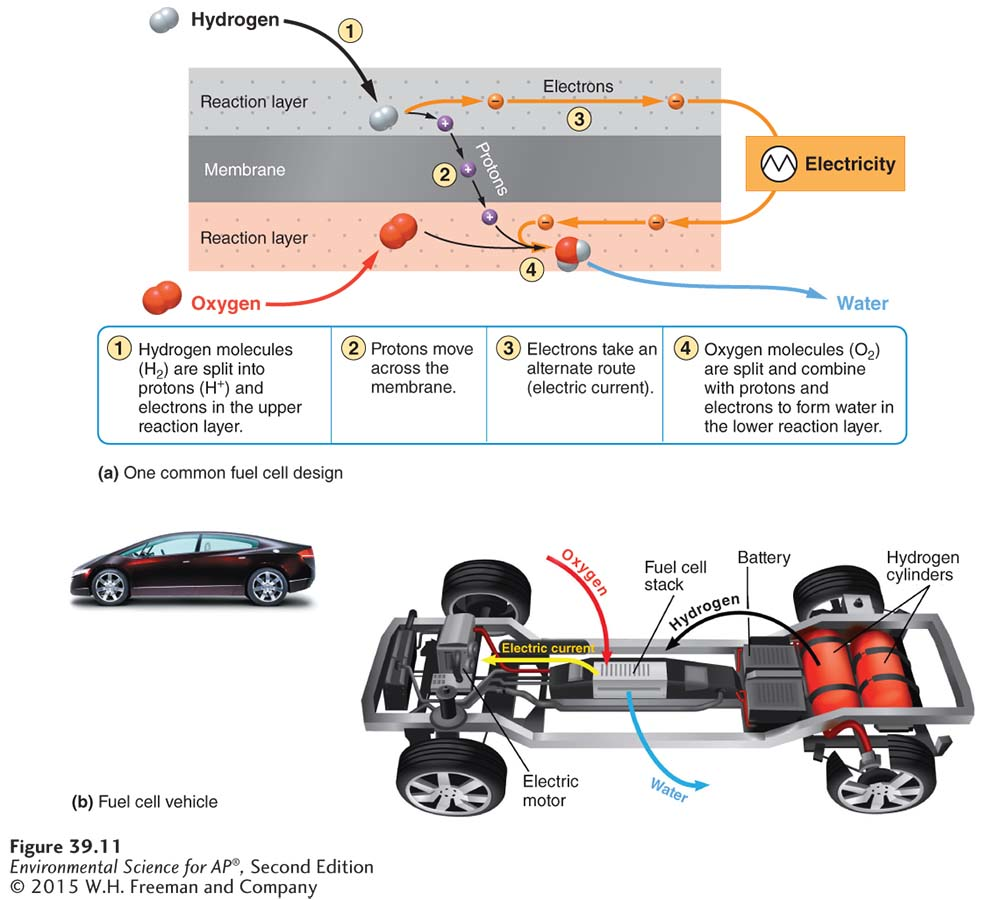 Hydrogen
1
Reaction layer
Electrons
3
Membrane
2
Protons
Electricity
Reaction layer
4
Oxygen
Water
1 Hydrogen molecules
(H₂) are split into
protons (H⁺) and
electrons in the upper
reaction layer.
2 Protons move
across the
membrane.
3 Electrons take an
alternate route
(electric current).
4 Oxygen molecules (O₂)
are split and combine
with protons and
electrons to form water in
the lower reaction layer.
(a) One common fuel cell design
Oxygen
Fuel cell
stack
Battery
Hydrogen
cylinders
Hydrogen
Electric current
Electric
motor
Water
(b) Fuel cell vehicle
Figure 39.11
Environmental Science for AP®, Second Edition
© 2015 W.H. Freeman and Company